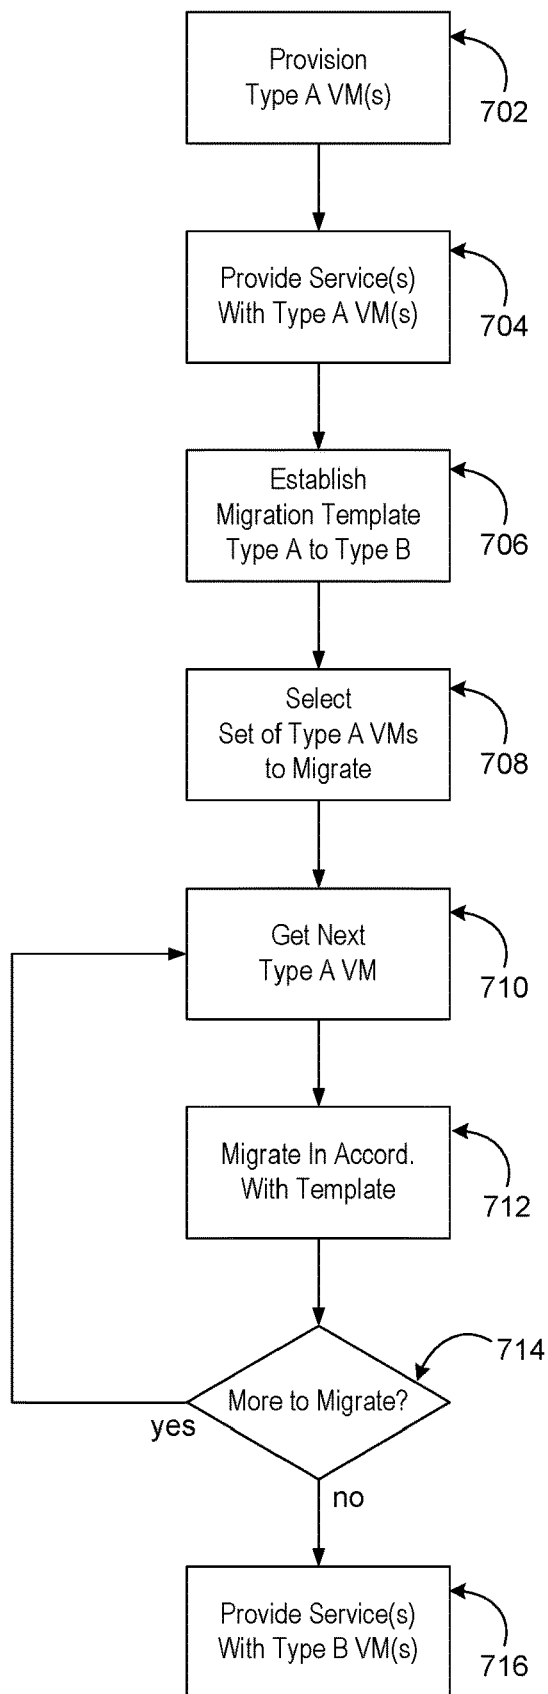 Provision
Type A VM(s)
702
Provide Service(s)
With Type A VM(s)
704
Establish
Migration Template
Type A to Type B
706
Select
Set of Type A VMs
to Migrate
708
Get Next
Type A VM
710
Migrate In Accord.
With Template
712
714
More to Migrate?
yes
no
Provide Service(s)
With Type B VM(s)
716